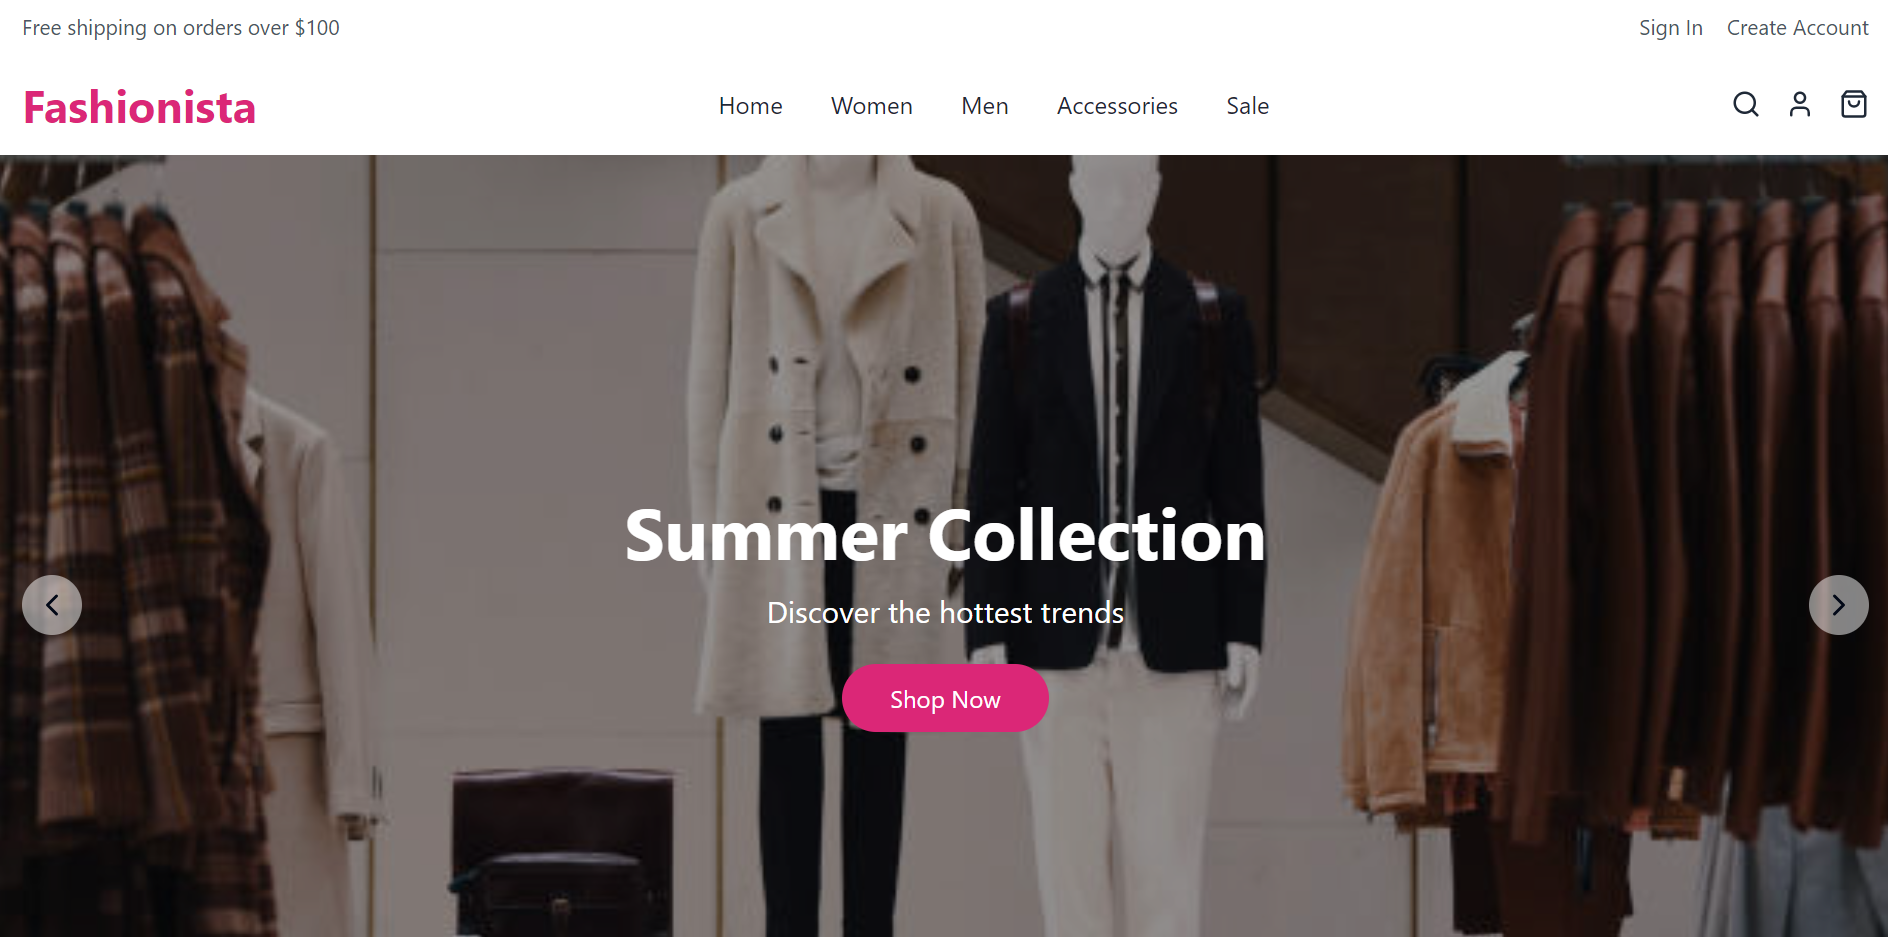 Free shipping on orders over $100
Sign In
Create Account
Fashionista
Home
Women
Men
Accessories
Sale
Summer Collection
Discover the hottest trends
Shop Now